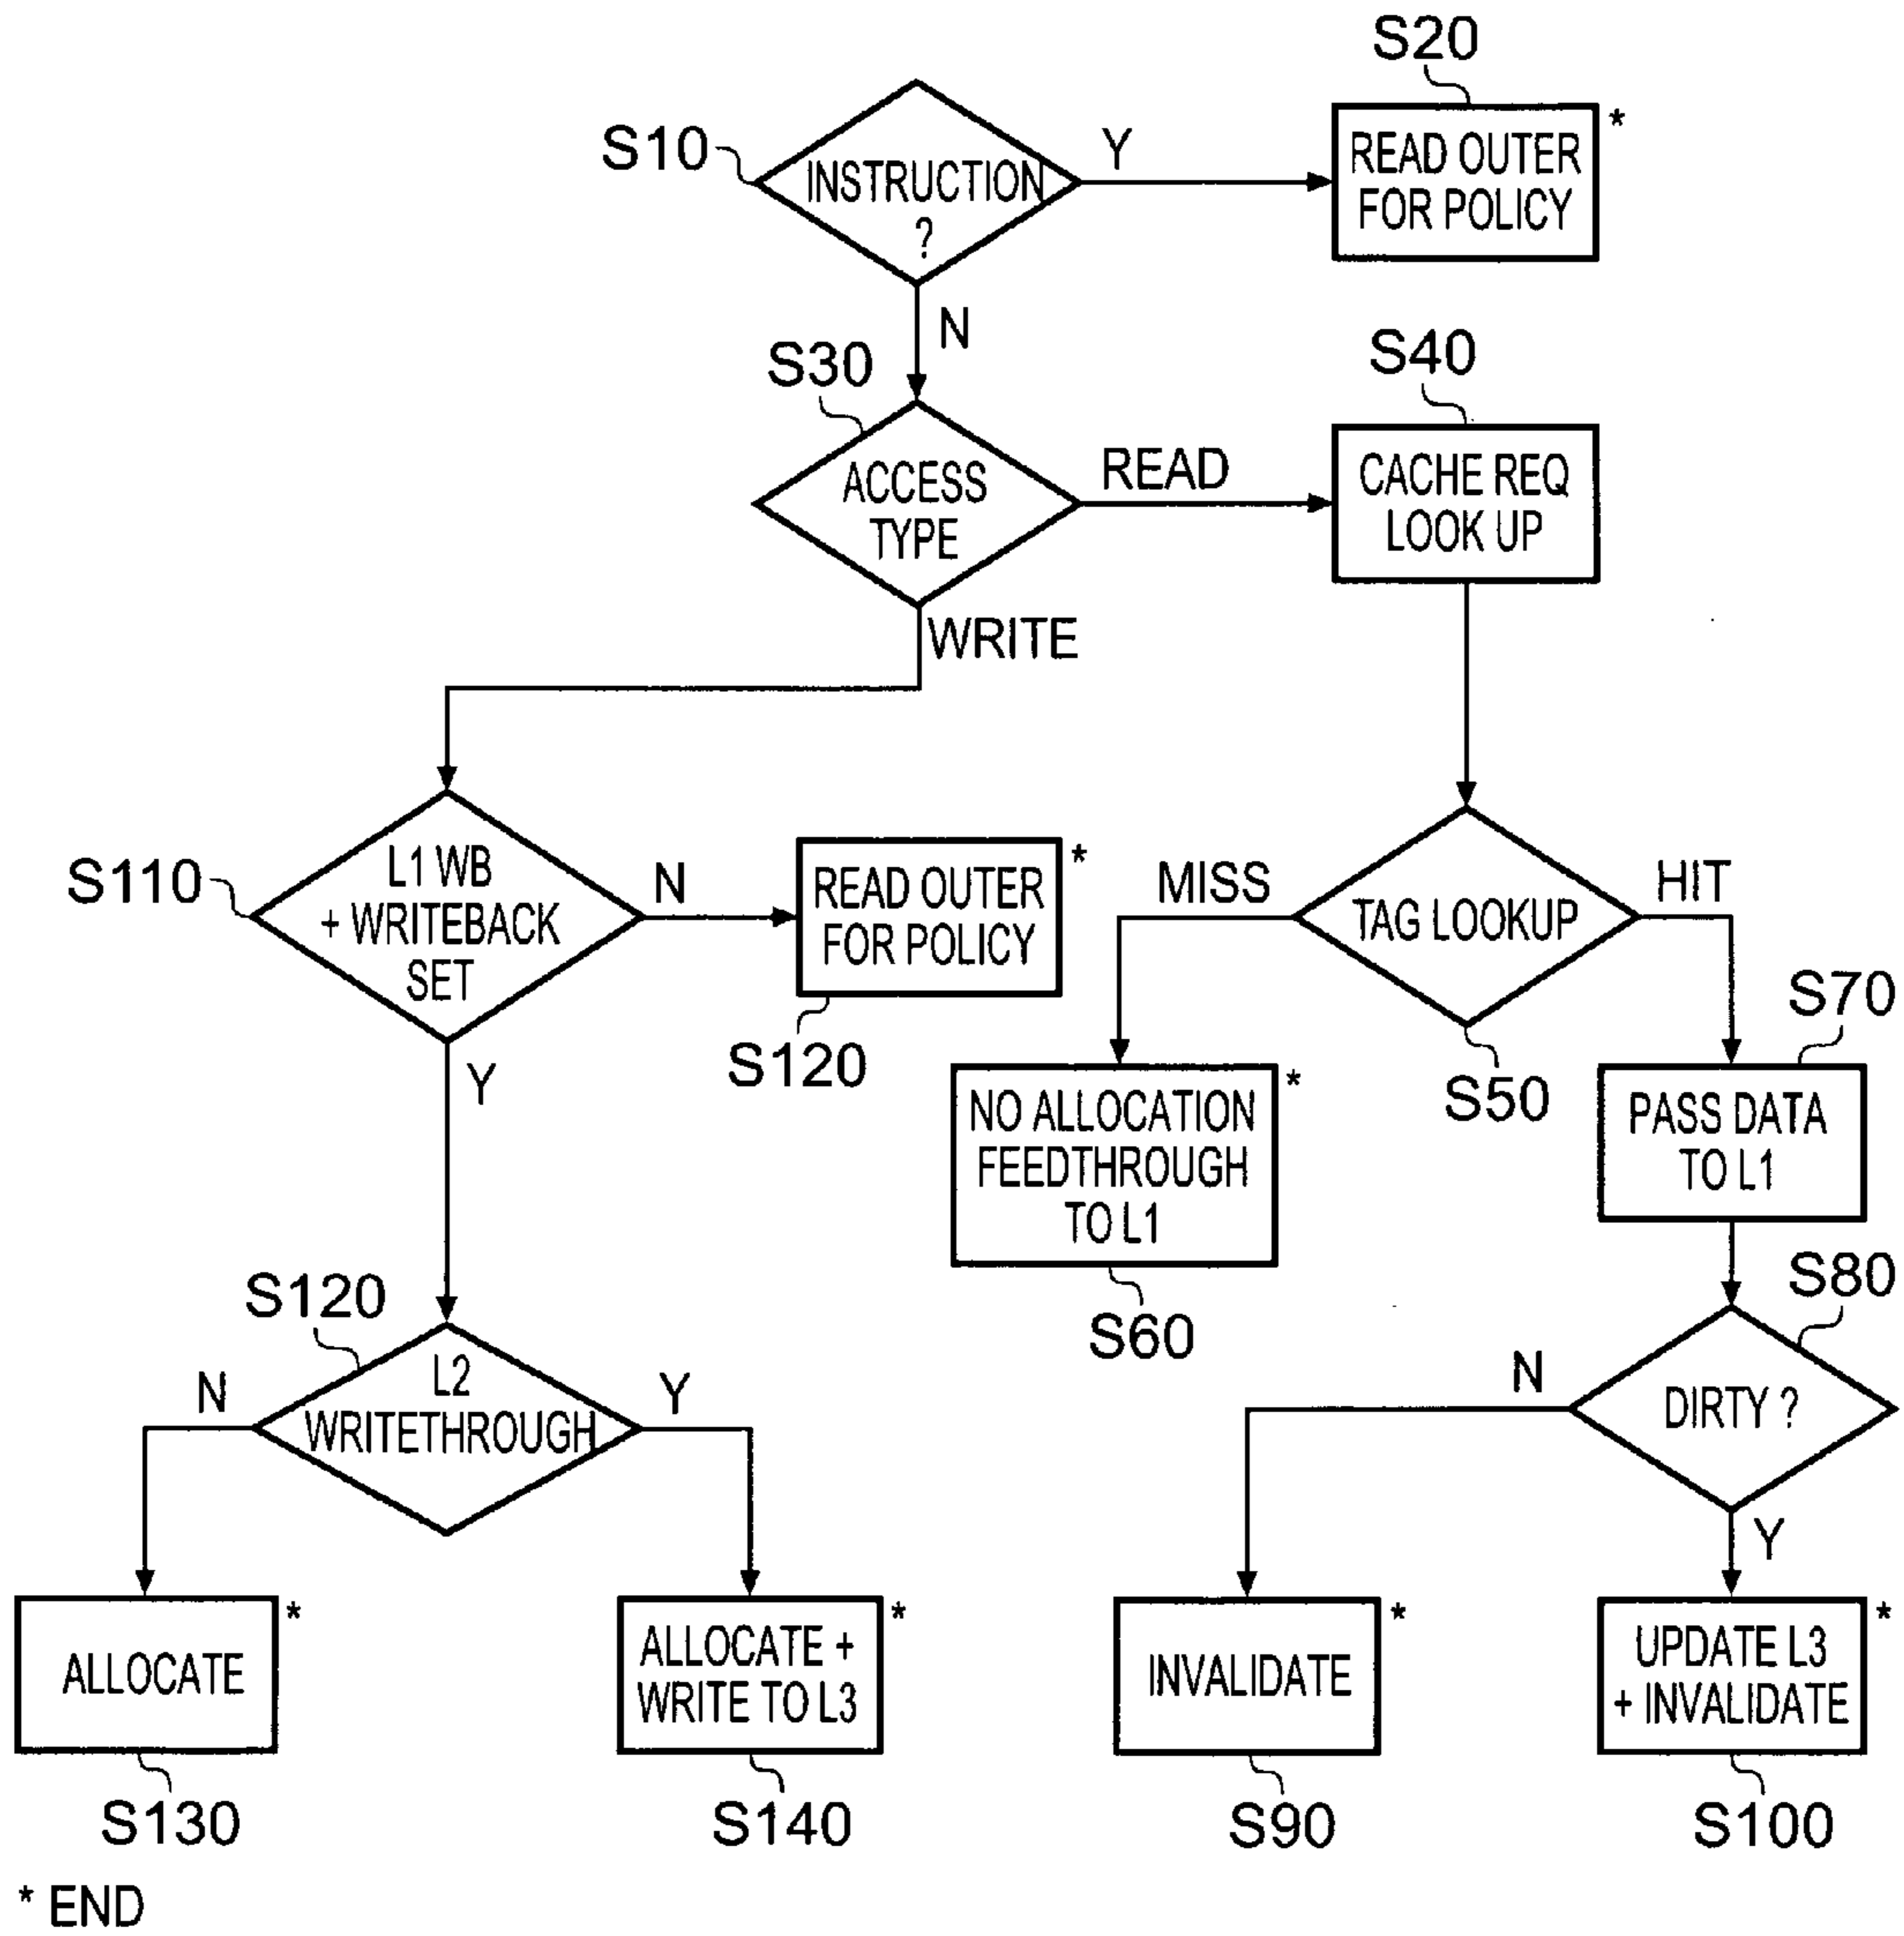 S20
S10
INSTRUCTION
?
Y
READ OUTER
FOR POLICY
*
N
S30
S40
ACCESS
TYPE
READ
CACHE REQ
LOOK UP
WRITE
S110
L1 WB
+ WRITEBACK
SET
N
READ OUTER
FOR POLICY
*
S120
Y
MISS
TAG LOOKUP
HIT
S50
S70
NO ALLOCATION
FEEDTHROUGH
TO L1
*
S60
PASS DATA
TO L1
S80
S120
N
L2
WRITETHROUGH
Y
N
DIRTY ?
Y
ALLOCATE
*
S130
ALLOCATE +
WRITE TO L3
*
S140
INVALIDATE
*
S90
UPDATE L3
+ INVALIDATE
*
S100
* END